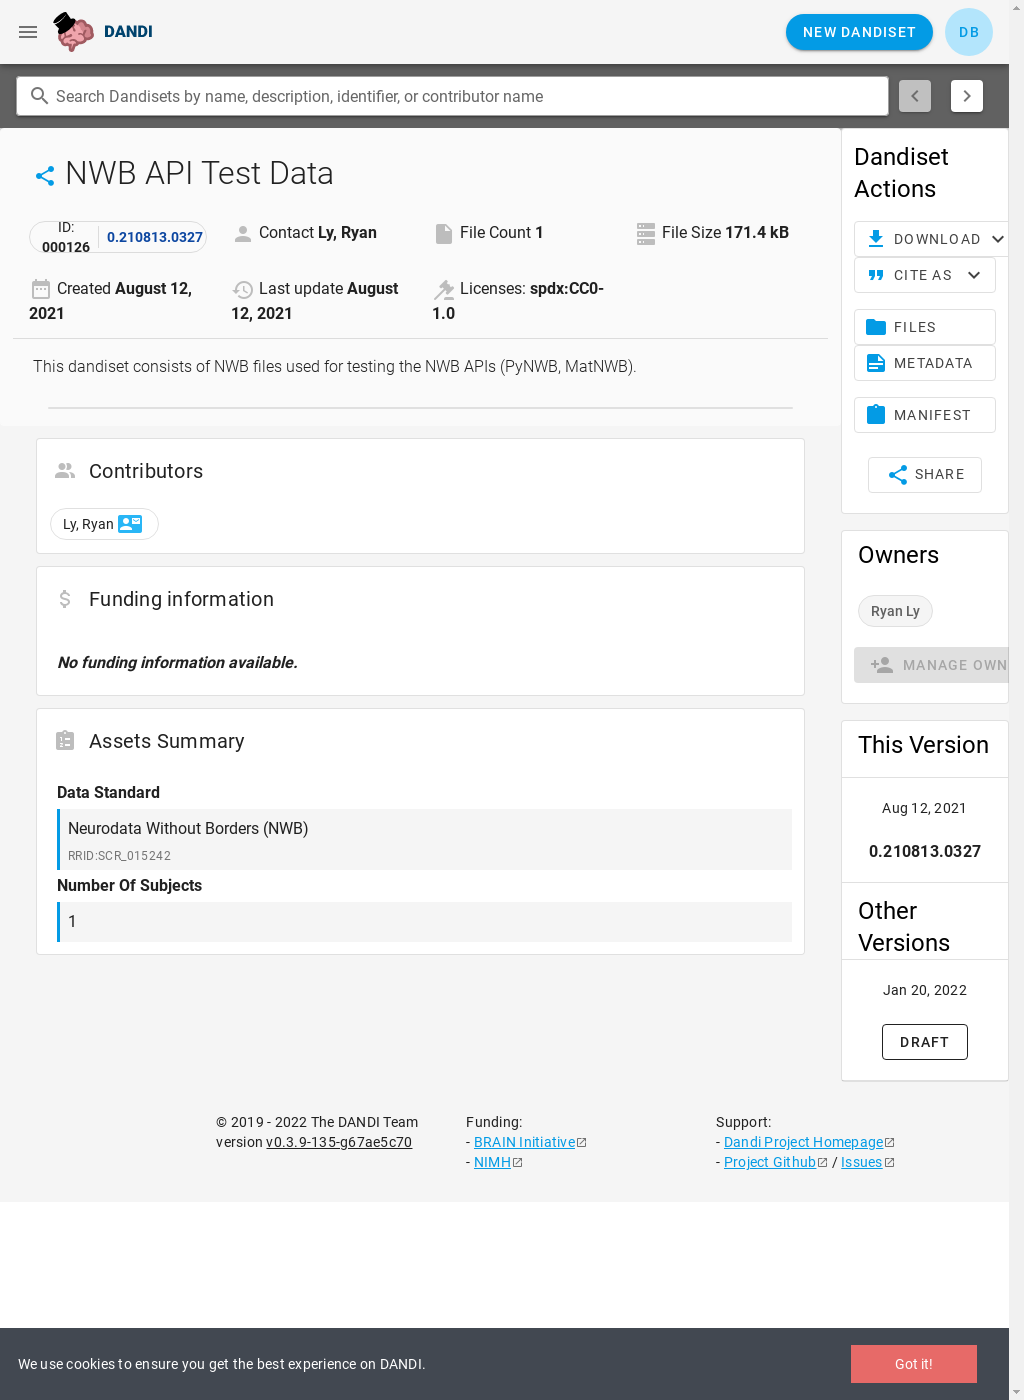 DANDI
NEW DANDISET
DB
Search Dandisets by name, description, identifier, or contributor name
NWB API Test Data
ID: 000126 0.210813.0327
Contact Ly, Ryan
File Count 1
File Size 171.4 kB
Created August 12, 2021
Last update August 12, 2021
Licenses: spdx:CC0-1.0
This dandiset consists of NWB files used for testing the NWB APIs (PyNWB, MatNWB).
Contributors
Ly, Ryan
Funding information
No funding information available.
Assets Summary
Data Standard
Neurodata Without Borders (NWB)
RRID:SCR_015242
Number Of Subjects
1
Dandiset
Actions
DOWNLOAD
CITE AS
FILES
METADATA
MANIFEST
SHARE
Owners
Ryan Ly
MANAGE OWN
This Version
Aug 12, 2021
0.210813.0327
Other
Versions
Jan 20, 2022
DRAFT
© 2019 - 2022 The DANDI Team
version v0.3.9-135-g67ae5c70
Funding:
- BRAIN Initiative
- NIMH
Support:
- Dandi Project Homepage
- Project Github / Issues
We use cookies to ensure you get the best experience on DANDI.
Got it!